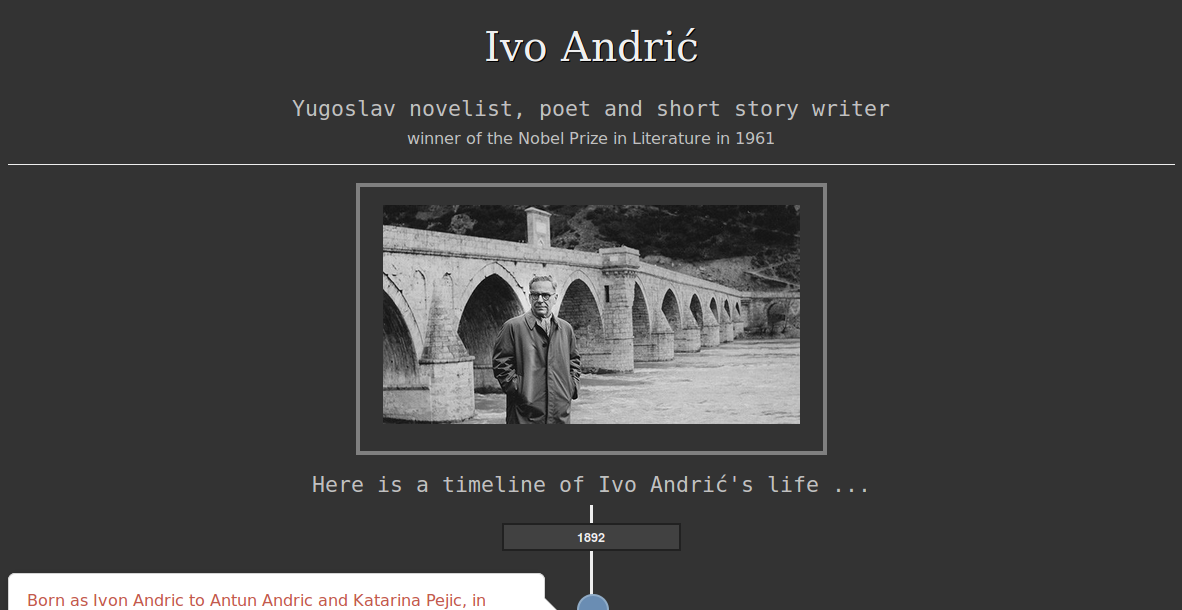 Ivo Andrić
Yugoslav novelist, poet and short story writer
winner of the Nobel Prize in Literature in 1961
Here is a timeline of Ivo Andrić's life ...
1892
Born as Ivon Andric to Antun Andric and Katarina Pejic, in